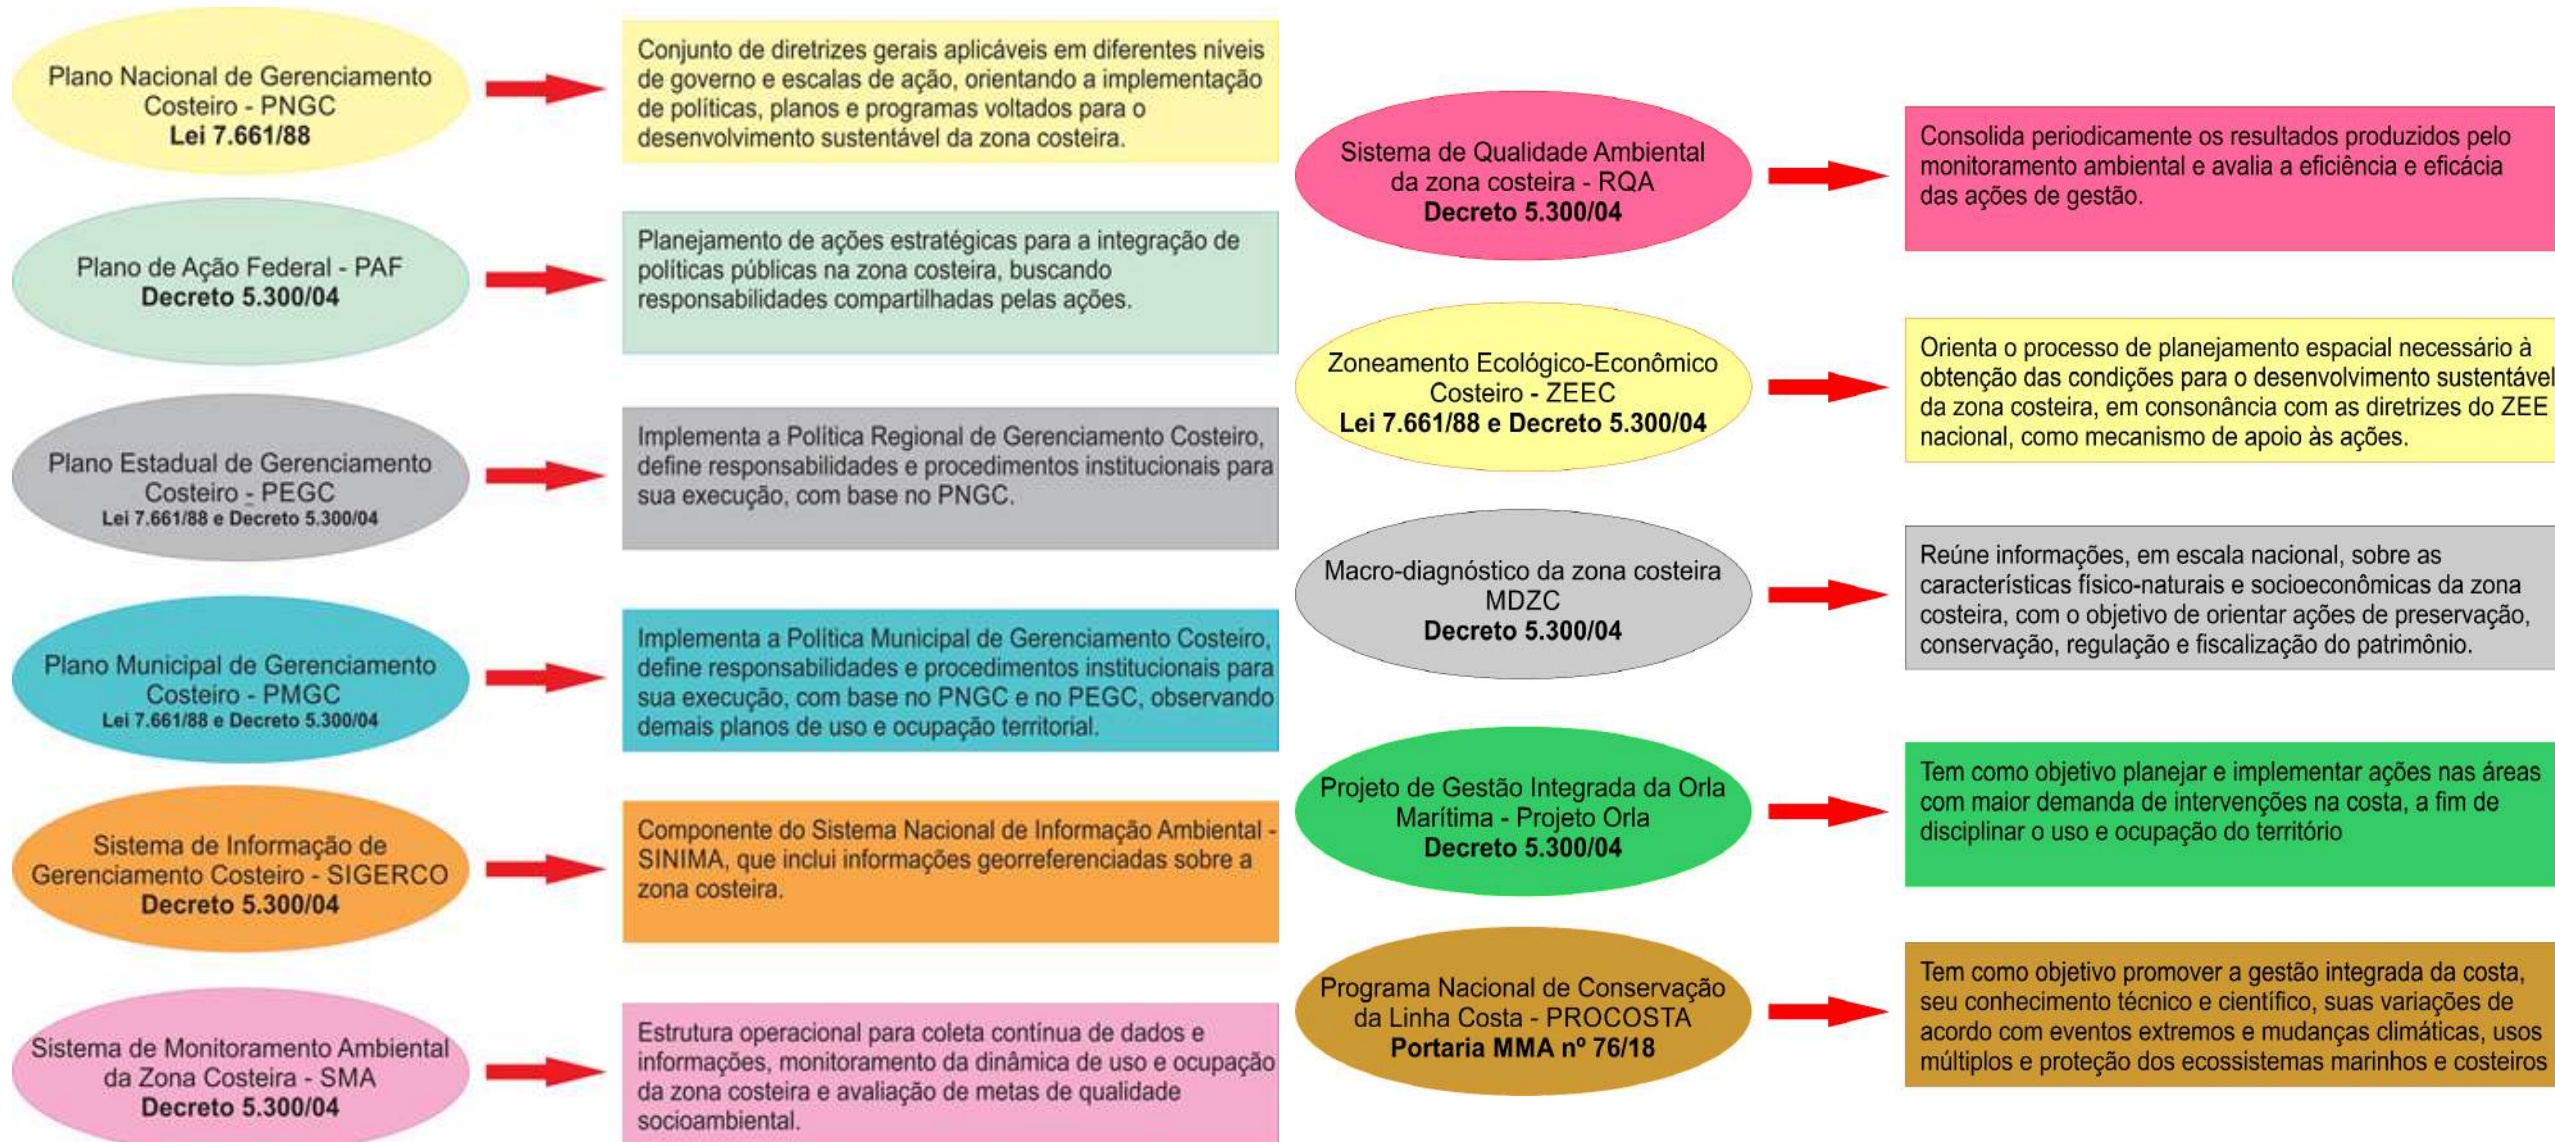 Plano Nacional de Gerenciamento
Costeiro - PNGC
Lei 7.661/88
Conjunto de diretrizes gerais aplicáveis em diferentes níveis
de governo e escalas de ação, orientando a implementação
de políticas, planos e programas voltados para o
desenvolvimento sustentável da zona costeira.
Plano de Ação Federal - PAF
Decreto 5.300/04
Planejamento de ações estratégicas para a integração de
políticas públicas na zona costeira, buscando
responsabilidades compartilhadas pelas ações.
Plano Estadual de Gerenciamento
Costeiro - PEGC
Lei 7.661/88 e Decreto 5.300/04
Implementa a Política Regional de Gerenciamento Costeiro,
define responsabilidades e procedimentos institucionais para
sua execução, com base no PNGC.
Plano Municipal de Gerenciamento
Costeiro - PMGC
Lei 7.661/88 e Decreto 5.300/04
Implementa a Política Municipal de Gerenciamento Costeiro,
define responsabilidades e procedimentos institucionais para
sua execução, com base no PNGC e no PEGC, observando
demais planos de uso e ocupação territorial.
Sistema de Informação de
Gerenciamento Costeiro - SIGERCO
Decreto 5.300/04
Componente do Sistema Nacional de Informação Ambiental -
SINIMA, que inclui informações georreferenciadas sobre a
zona costeira.
Sistema de Monitoramento Ambiental
da Zona Costeira - SMA
Decreto 5.300/04
Estrutura operacional para coleta contínua de dados e
informações, monitoramento da dinâmica de uso e ocupação
da zona costeira e avaliação de metas de qualidade
socioambiental.
Sistema de Qualidade Ambiental
da zona costeira - RQA
Decreto 5.300/04
Consolida periodicamente os resultados produzidos pelo
monitoramento ambiental e avalia a eficiência e eficácia
das ações de gestão.
Zoneamento Ecológico-Econômico
Costeiro - ZEEC
Lei 7.661/88 e Decreto 5.300/04
Orienta o processo de planejamento espacial necessário à
obtenção das condições para o desenvolvimento sustentável
da zona costeira, em consonância com as diretrizes do ZEE
nacional, como mecanismo de apoio às ações.
Macro-diagnóstico da zona costeira
MDZC
Decreto 5.300/04
Reúne informações, em escala nacional, sobre as
características físico-naturais e socioeconômicas da zona
costeira, com o objetivo de orientar ações de preservação,
conservação, regulação e fiscalização do patrimônio.
Projeto de Gestão Integrada da Orla
Marítima - Projeto Orla
Decreto 5.300/04
Tem como objetivo planejar e implementar ações nas áreas
com maior demanda de intervenções na costa, a fim de
disciplinar o uso e ocupação do território
Programa Nacional de Conservação
da Linha Costa - PROCOSTA
Portaria MMA nº 76/18
Tem como objetivo promover a gestão integrada da costa,
seu conhecimento técnico e científico, suas variações de
acordo com eventos extremos e mudanças climáticas, usos
múltiplos e proteção dos ecossistemas marinhos e costeiros